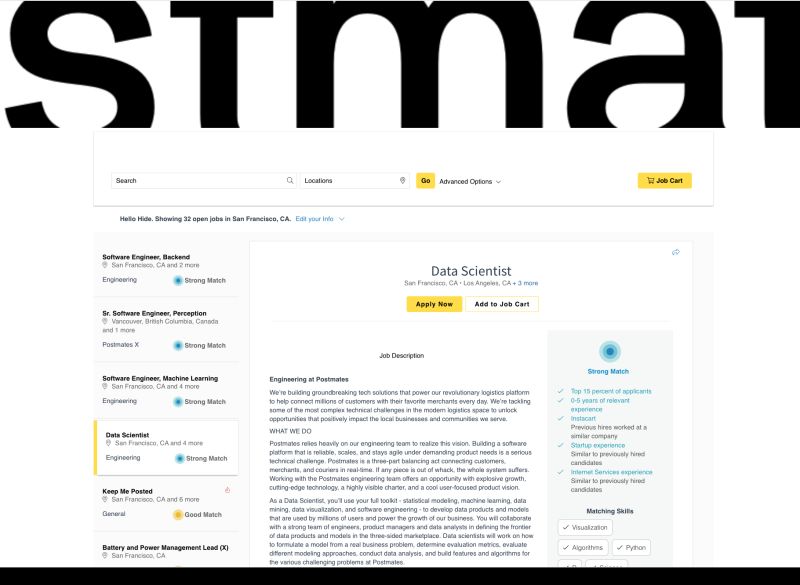 stmat
Search
Locations
Go
Advanced Options
Job Cart
Hello Hide. Showing 32 open jobs in San Francisco, CA. Edit your Info
Software Engineer, Backend
San Francisco, CA and 2 more
Engineering
Strong Match
Sr. Software Engineer, Perception
Vancouver, British Columbia, Canada
and 1 more
Postmates X
Strong Match
Software Engineer, Machine Learning
San Francisco, CA and 4 more
Engineering
Strong Match
Data Scientist
San Francisco, CA and 4 more
Engineering
Strong Match
Keep Me Posted
San Francisco, CA and 6 more
General
Good Match
Battery and Power Management Lead (X)
San Francisco, CA
Data Scientist
San Francisco, CA • Los Angeles, CA + 3 more
Apply Now
Add to Job Cart
Job Description
Engineering at Postmates
We're building groundbreaking tech solutions that power our revolutionary logistics platform
to help connect millions of customers with their favorite merchants every day. We're tackling
some of the most complex technical challenges in the modern logistics space to unlock
opportunities that positively impact the local businesses and communities we serve.
WHAT WE DO
Postmates relies heavily on our engineering team to realize this vision. Building a software
platform that is reliable, scales, and stays agile under demanding product needs is a serious
technical challenge. Postmates is a three-part balancing act connecting customers,
merchants, and couriers in real-time. If any piece is out of whack, the whole system suffers.
Working with the Postmates engineering team offers an opportunity with explosive growth,
cutting-edge technology, a highly visible charter, and a cool user-focused product vision.
As a Data Scientist, you'll use your full toolkit - statistical modeling, machine learning, data
mining, data visualization, and software engineering - to develop data products and models
that are used by millions of users and power the growth of our business. You will collaborate
with a strong team of engineers, product managers and data analysts in defining the frontier
of data products and models in the three-sided marketplace. Data scientists will work on how
to formulate a model from a real business problem, determine evaluation metrics, evaluate
different modeling approaches, conduct data analysis, and build features and algorithms for
the various challenging problems at Postmates.
Strong Match
Top 15 percent of applicants
0-5 years of relevant
experience
Instacart
Previous hires worked at a
similar company
Startup experience
Similar to previously hired
candidates
Internet Services experience
Similar to previously hired
candidates
Matching Skills
Visualization
Algorithms
Python